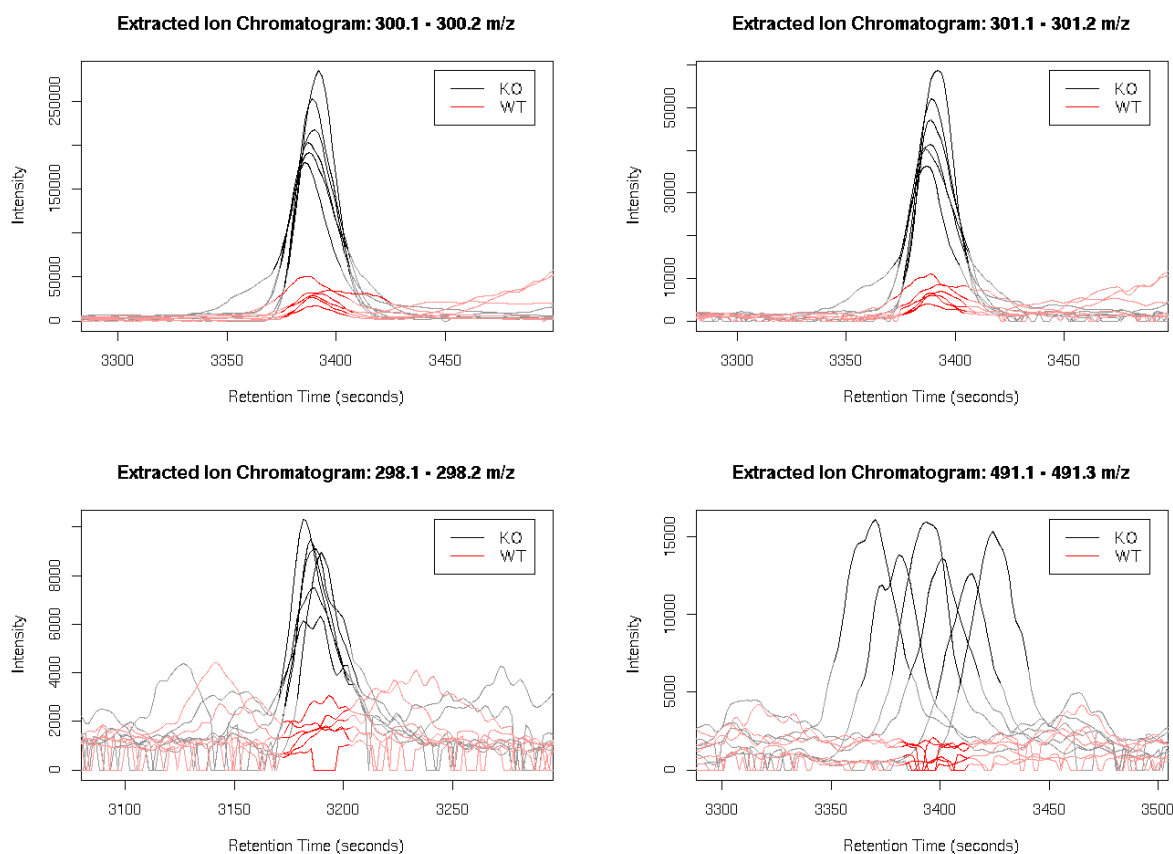 Extracted Ion Chromatogram: 300.1 - 300.2 m/z
Intensity
0 50000 150000 250000
KO
WT
3300 3350 3400 3450
Retention Time (seconds)
Extracted Ion Chromatogram: 301.1 - 301.2 m/z
Intensity
0 10000 30000 50000
KO
WT
3300 3350 3400 3450
Retention Time (seconds)
Extracted Ion Chromatogram: 298.1 - 298.2 m/z
Intensity
0 2000 4000 6000 8000
KO
WT
3100 3150 3200 3250
Retention Time (seconds)
Extracted Ion Chromatogram: 491.1 - 491.3 m/z
Intensity
0 5000 10000 15000
KO
WT
3300 3350 3400 3450 3500
Retention Time (seconds)